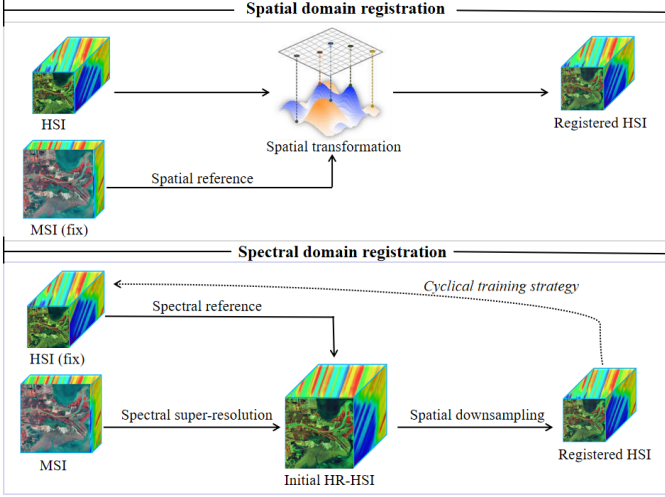 Spatial domain registration
HSI
Spatial transformation
Registered HSI
Spatial reference
MSI (fix)
Spectral domain registration
Cyclical training strategy
Spectral reference
HSI (fix)
Spectral super-resolution
Spatial downsampling
MSI
Initial HR-HSI
Registered HSI